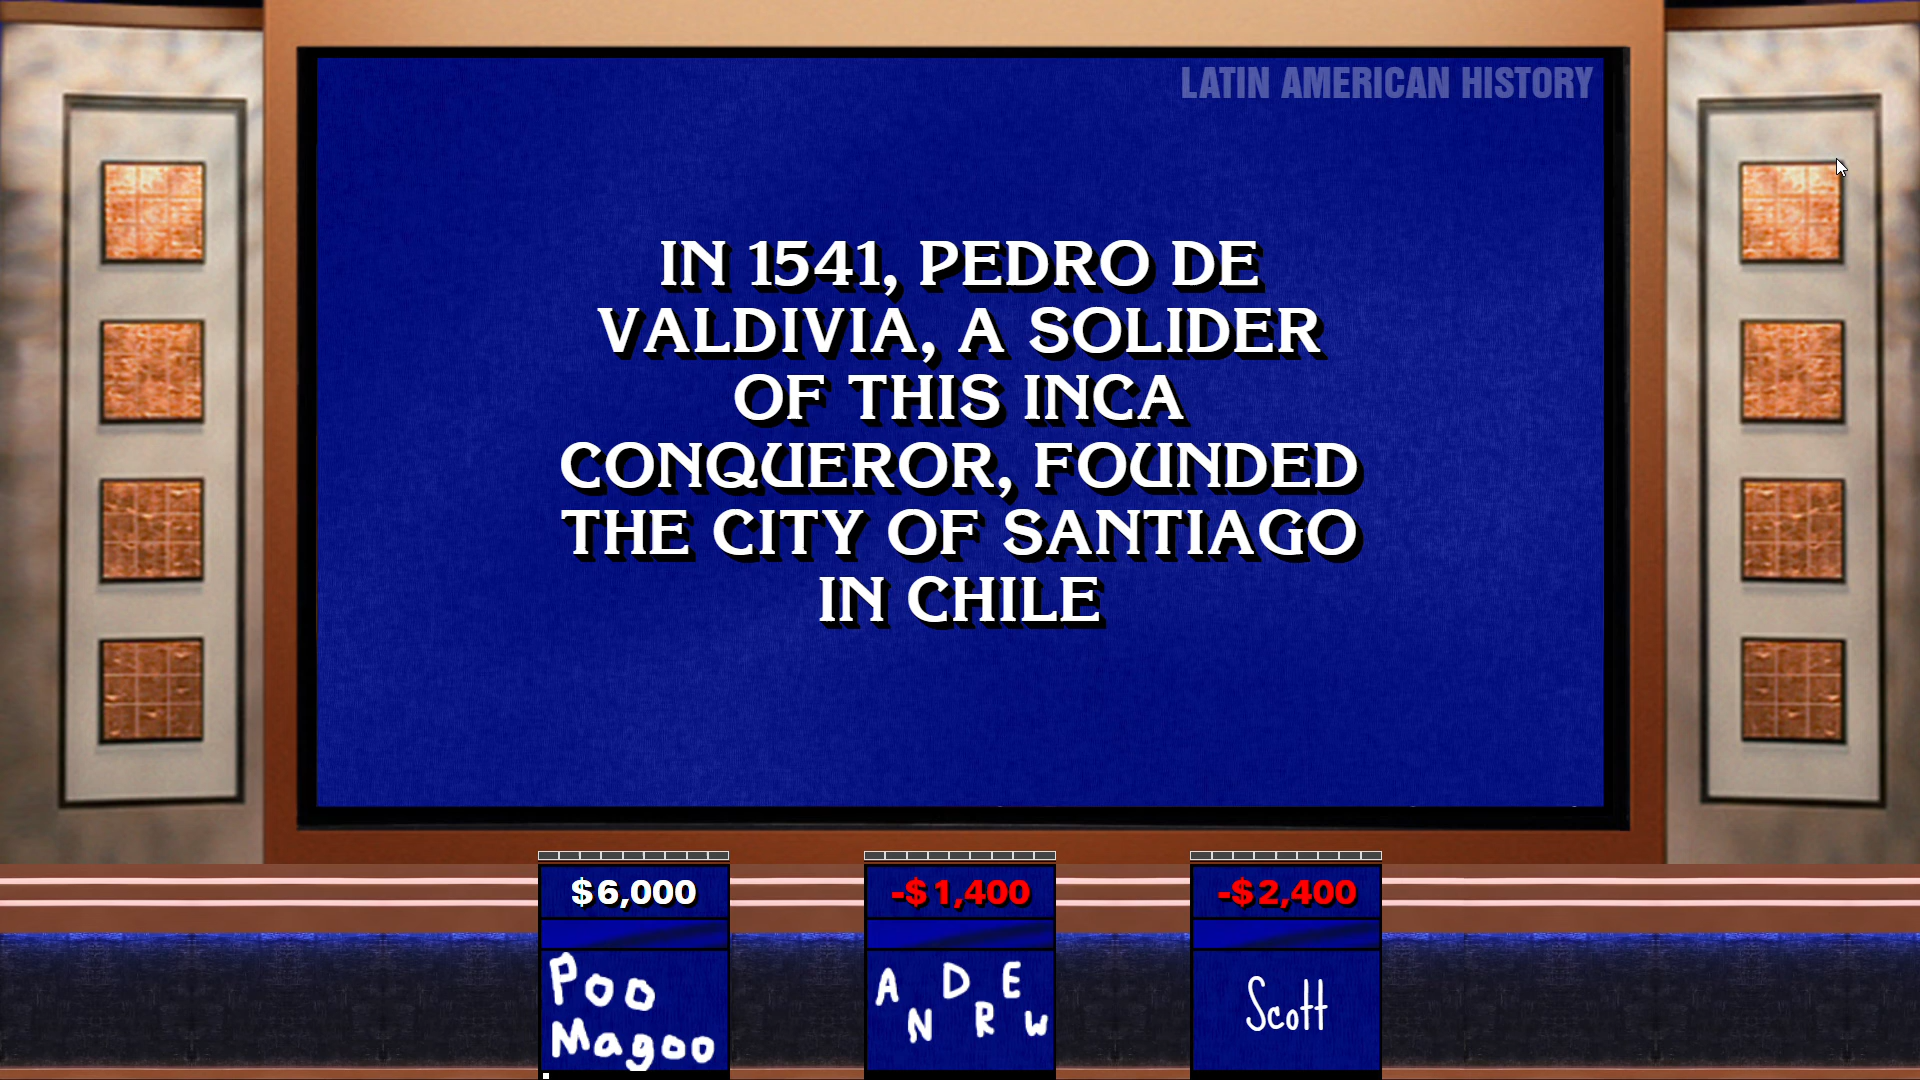 LATIN AMERICAN HISTORY
IN 1541, PEDRO DE
VALDIVIA, A SOLIDER
OF THIS INCA
CONQUEROR, FOUNDED
THE CITY OF SANTIAGO
IN CHILE
$6,000
-$1,400
-$2,400
Poo
Magoo
ANDREW
Scott